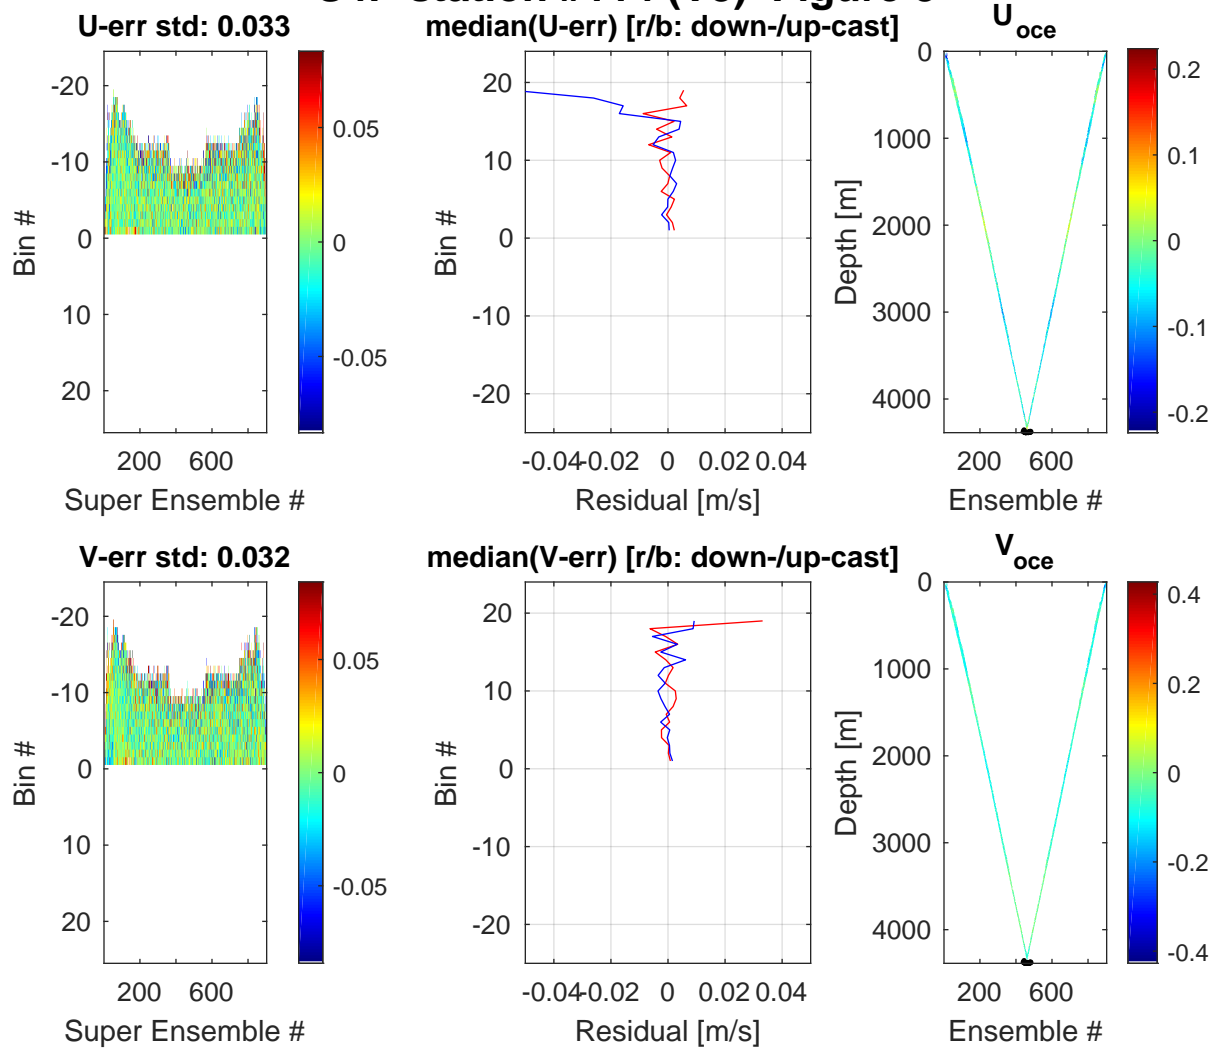 U-err std: 0.033
-20
-10
0
10
20
Bin #
200 600
Super Ensemble #
0.05
0
-0.05
median(U-err) [r/b: down-/up-cast]
20
10
0
-10
-20
Bin #
-0.04 -0.02 0 0.02 0.04
Residual [m/s]
U oce
0
1000
2000
3000
4000
Depth [m]
200 600
Ensemble #
0.2
0.1
0
-0.1
-0.2
V-err std: 0.032
-20
-10
0
10
20
Bin #
200 600
Super Ensemble #
0.05
0
-0.05
median(V-err) [r/b: down-/up-cast]
20
10
0
-10
-20
Bin #
-0.04 -0.02 0 0.02 0.04
Residual [m/s]
V oce
0
1000
2000
3000
4000
Depth [m]
200 600
Ensemble #
0.4
0.2
0
-0.2
-0.4